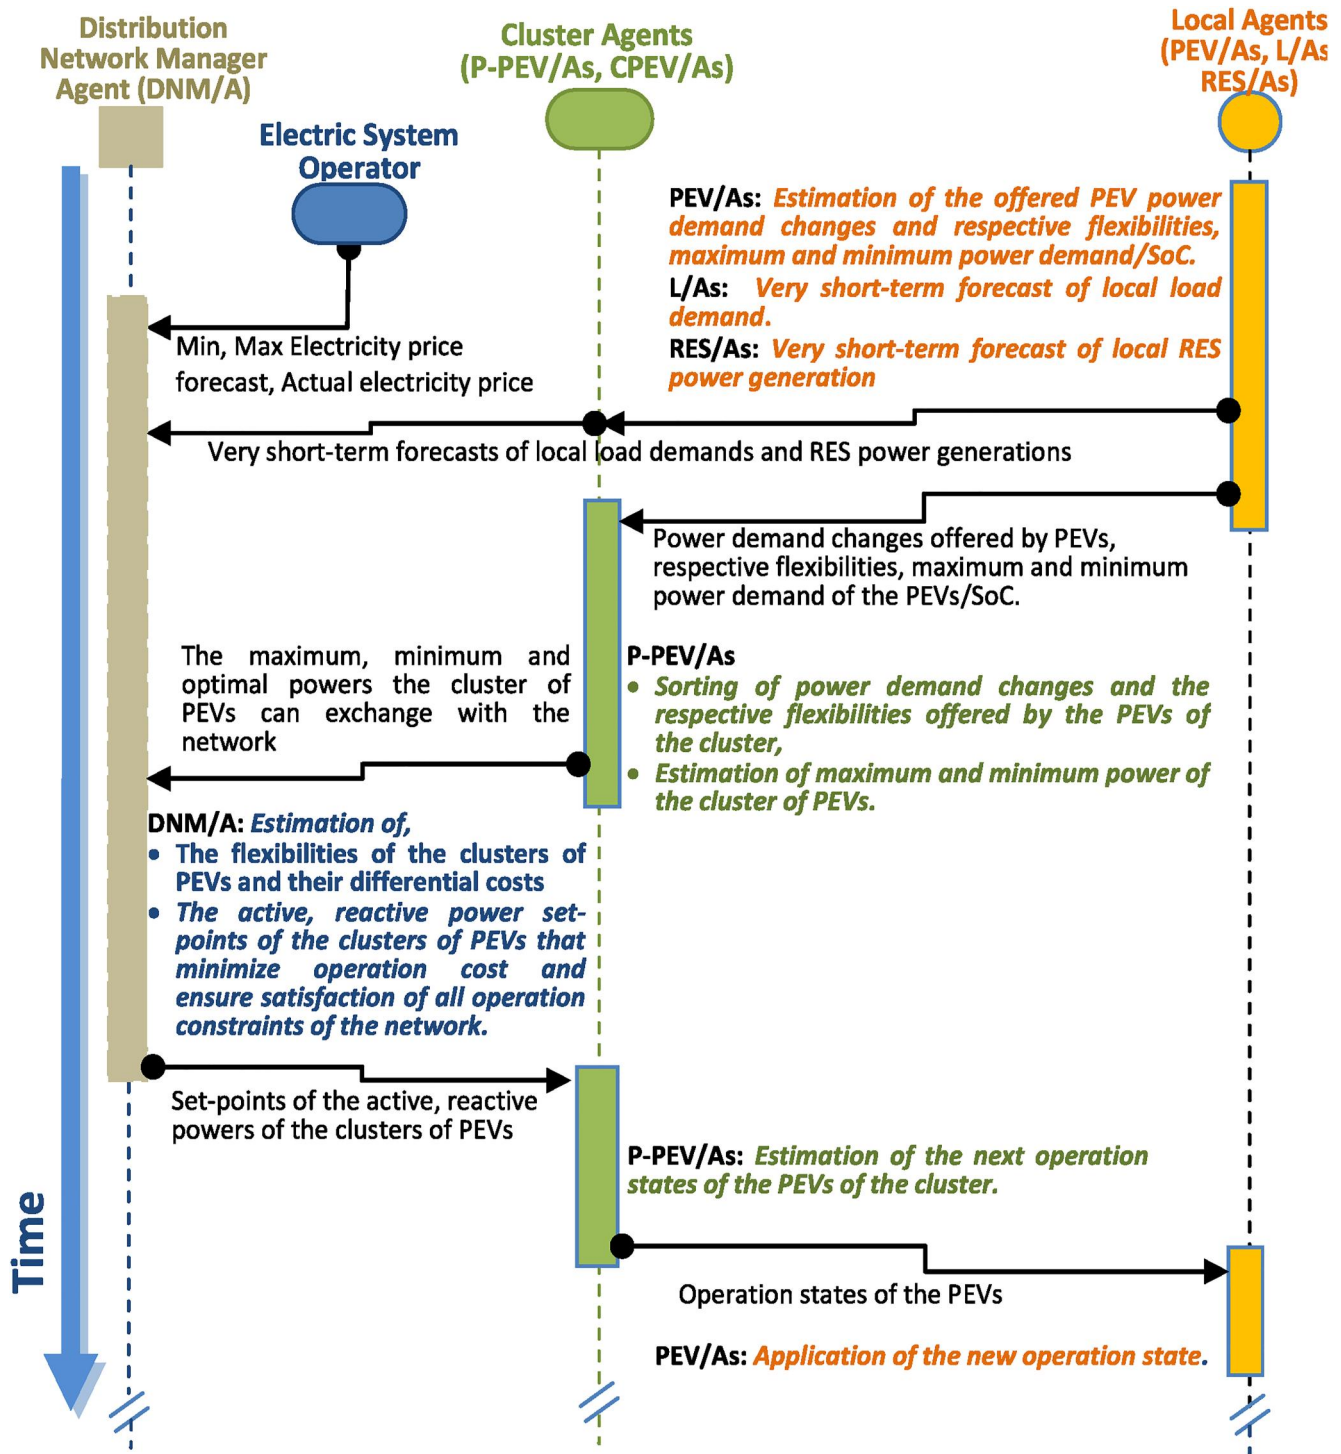 Distribution
Network Manager
Agent (DNM/A)
Electric System
Operator
Cluster Agents
(P-PEV/As, CPEV/As)
Local Agents
(PEV/As, L/As
RES/As)
PEV/As: Estimation of the offered PEV power
demand changes and respective flexibilities,
maximum and minimum power demand/SoC.
L/As: Very short-term forecast of local load
demand.
RES/As: Very short-term forecast of local RES
power generation
Min, Max Electricity price
forecast, Actual electricity price
Very short-term forecasts of local load demands and RES power generations
Power demand changes offered by PEVs,
respective flexibilities, maximum and minimum
power demand of the PEVs/SoC.
The maximum, minimum and
optimal powers the cluster of
PEVs can exchange with the
network
P-PEV/As
• Sorting of power demand changes and the
respective flexibilities offered by the PEVs of
the cluster,
• Estimation of maximum and minimum power of
the cluster of PEVs.
DNM/A: Estimation of,
• The flexibilities of the clusters of
PEVs and their differential costs
• The active, reactive power set-
points of the clusters of PEVs that
minimize operation cost and
ensure satisfaction of all operation
constraints of the network.
Set-points of the active, reactive
powers of the clusters of PEVs
P-PEV/As: Estimation of the next operation
states of the PEVs of the cluster.
Operation states of the PEVs
PEV/As: Application of the new operation state.
Time